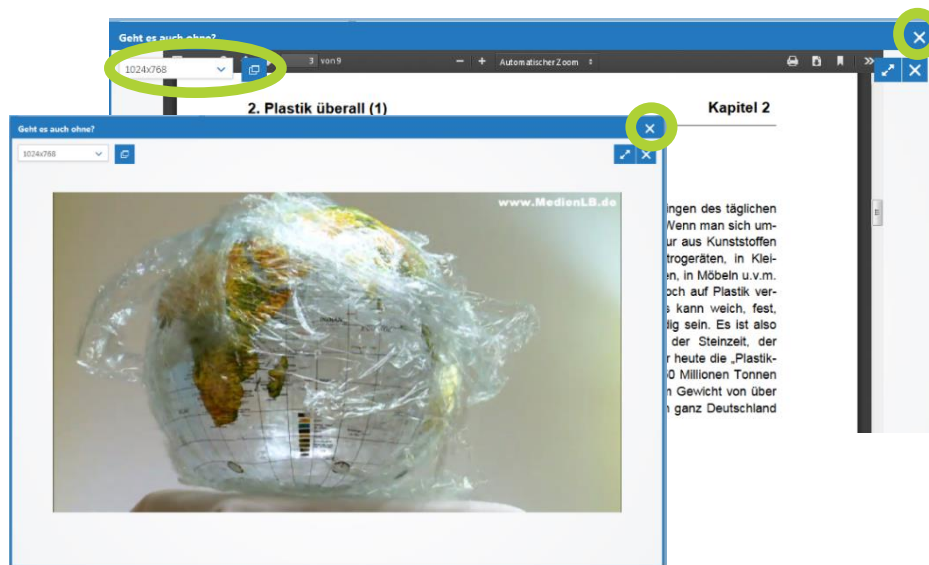 Geht es auch ohne?
1024x768
3 von 9
Automatischer Zoom
2. Plastik überall (1)
Kapitel 2
Geht es auch ohne?
1024x768
www.MedienLB.de
ingen des täglichen
Wenn man sich um-
ur aus Kunststoffen
trogeräten, in Klei-
en, in Möbeln u.v.m.
och auf Plastik ver-
s kann weich, fest,
dig sein. Es ist also
der Steinzeit, der
r heute die „Plastik-
0 Millionen Tonnen
Gewicht von über
ganz Deutschland